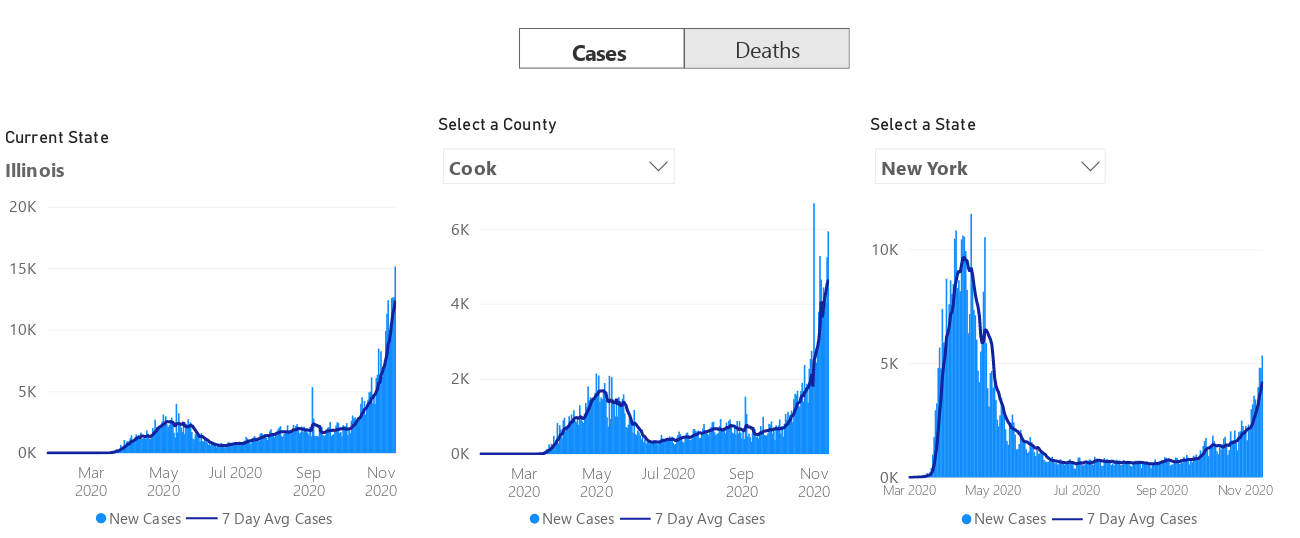 Cases Deaths
Current State
Illinois
20K
15K
10K
5K
0K
Mar 2020
May 2020
Jul 2020
Sep 2020
Nov 2020
New Cases 7 Day Avg Cases
Select a County
Cook
6K
4K
2K
0K
Mar 2020
May 2020
Jul 2020
Sep 2020
Nov 2020
New Cases 7 Day Avg Cases
Select a State
New York
10K
5K
0K
Mar 2020 May 2020 Jul 2020 Sep 2020 Nov 2020
New Cases 7 Day Avg Cases